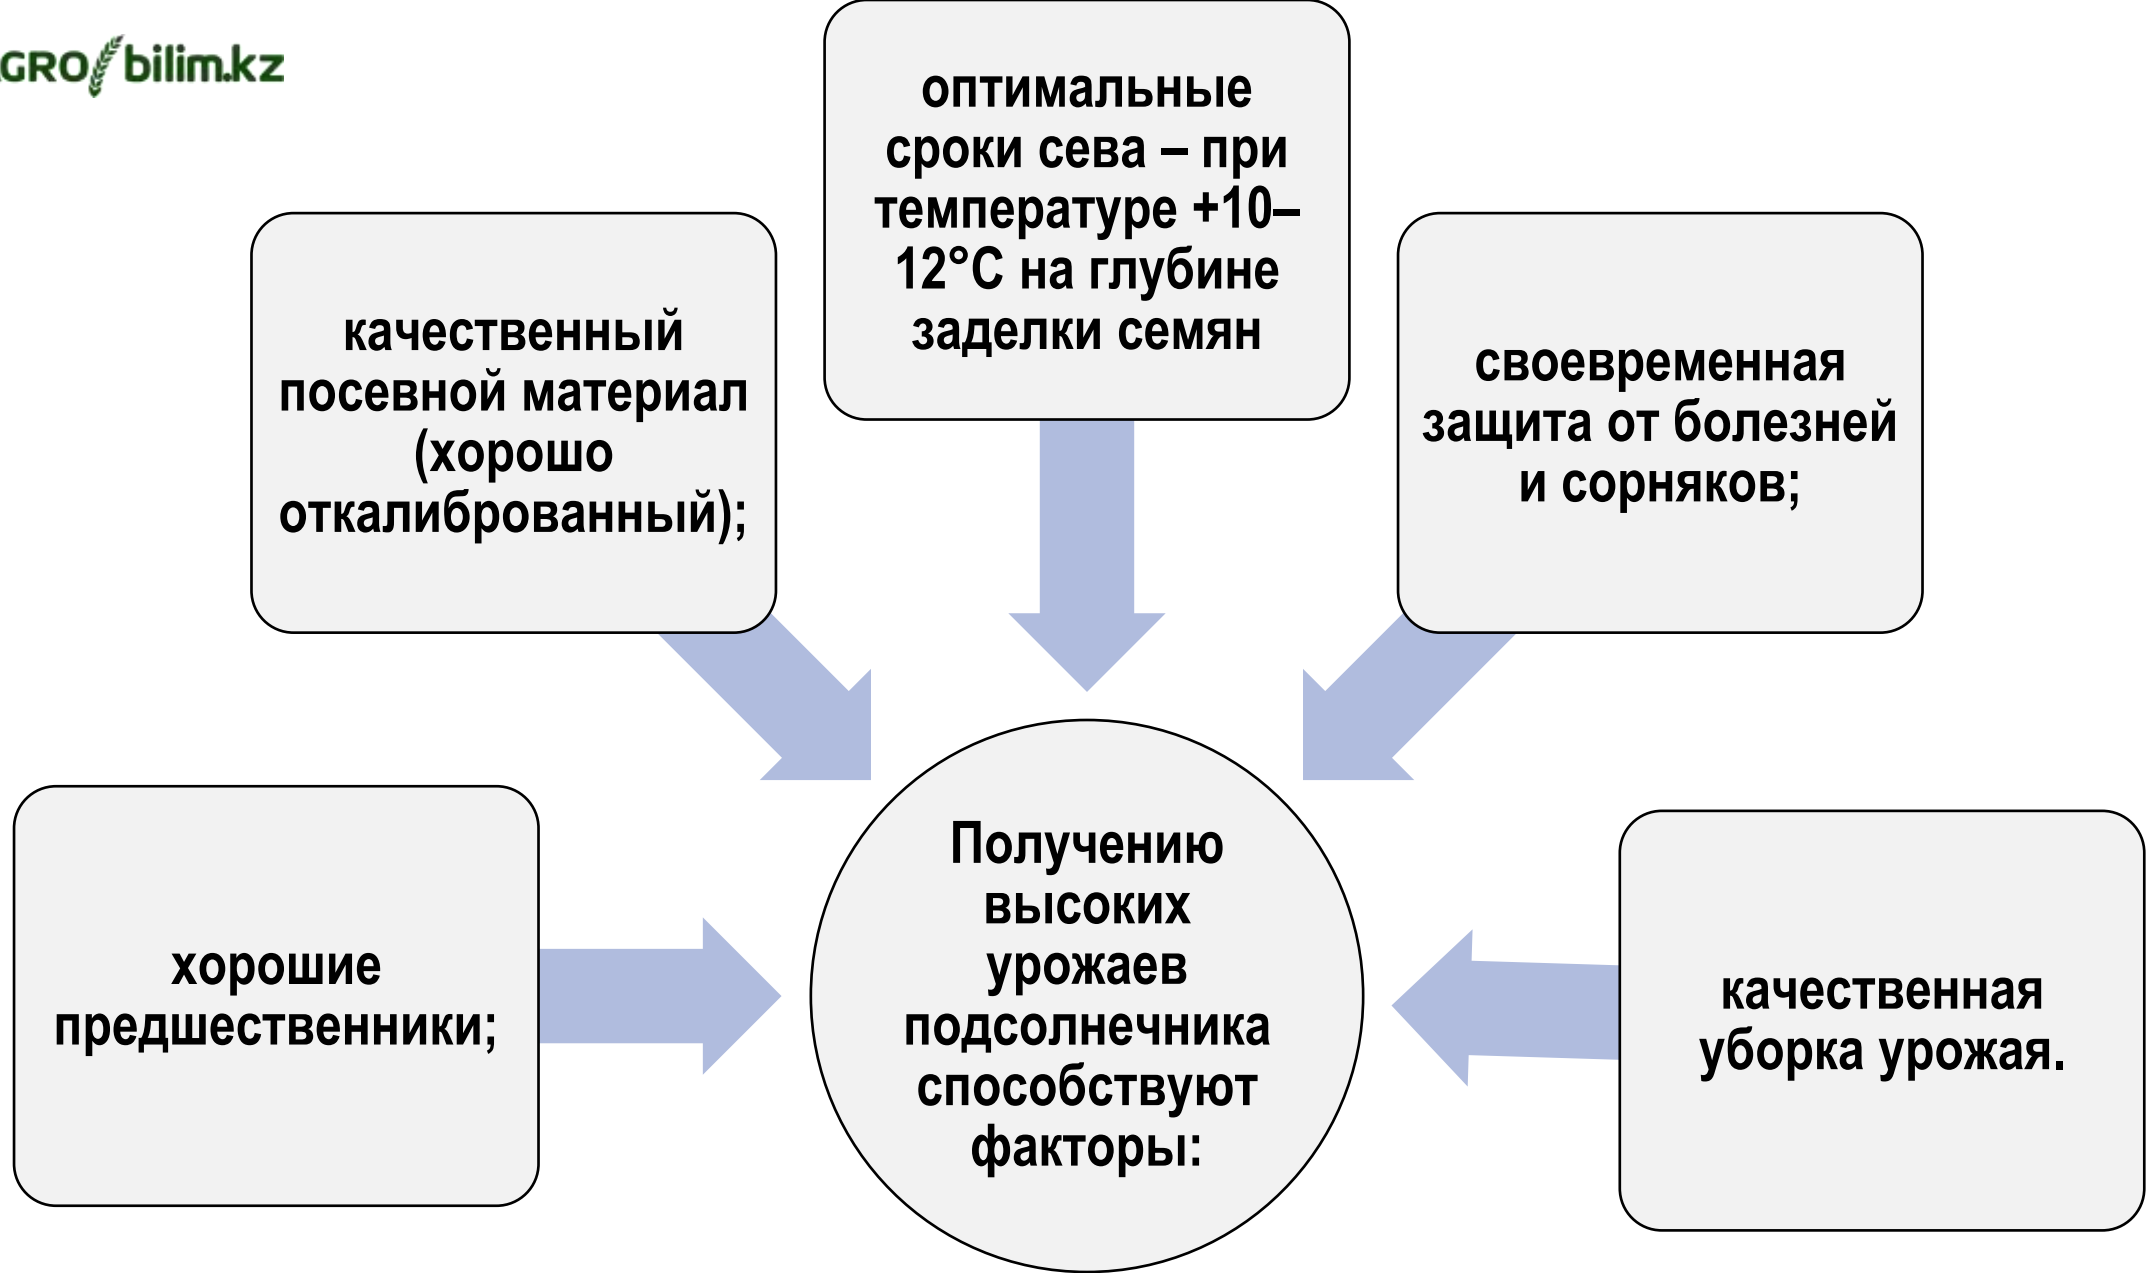 GRO bilim.kz
оптимальные
сроки сева – при
температуре +10–
12°С на глубине
заделки семян
качественный
посевной материал
(хорошо
откалиброванный);
своевременная
защита от болезней
и сорняков;
хорошие
предшественники;
Получению
высоких
урожаев
подсолнечника
способствуют
факторы:
качественная
уборка урожая.